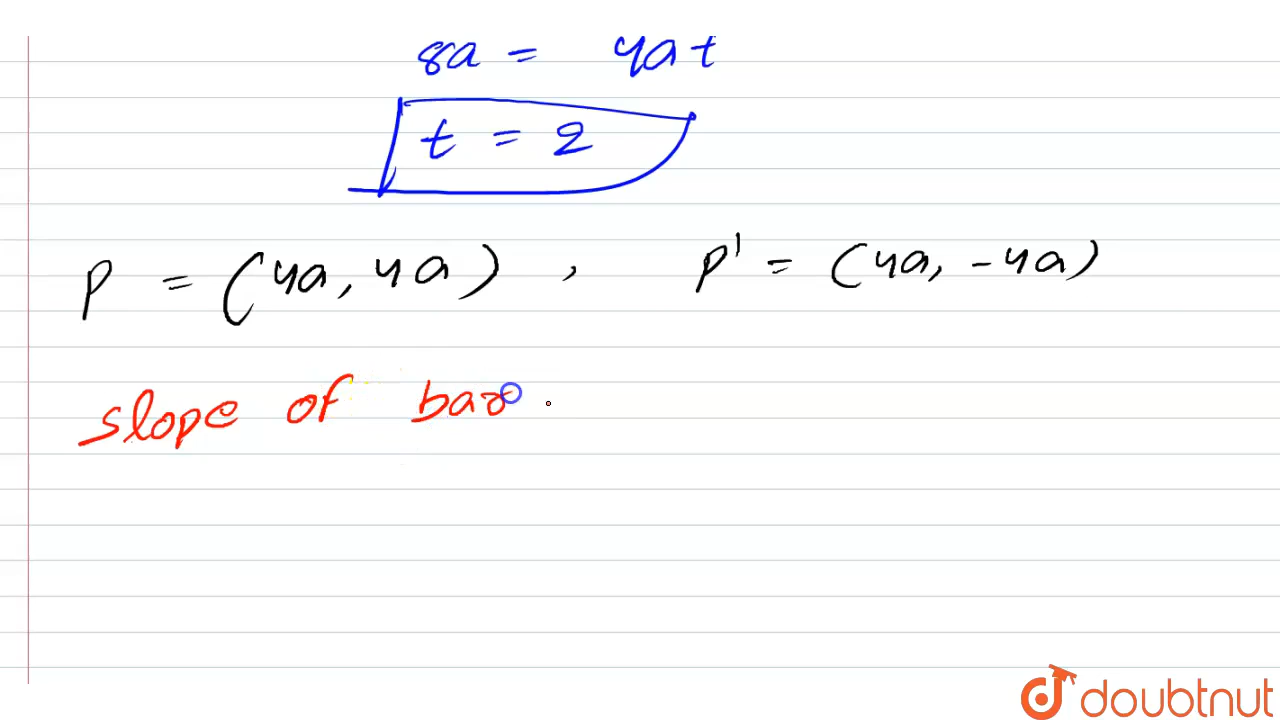 8a = 4at
t = 2
P = (4a, 4a) , P' = (4a, -4a)
slope of bar
doubtnut